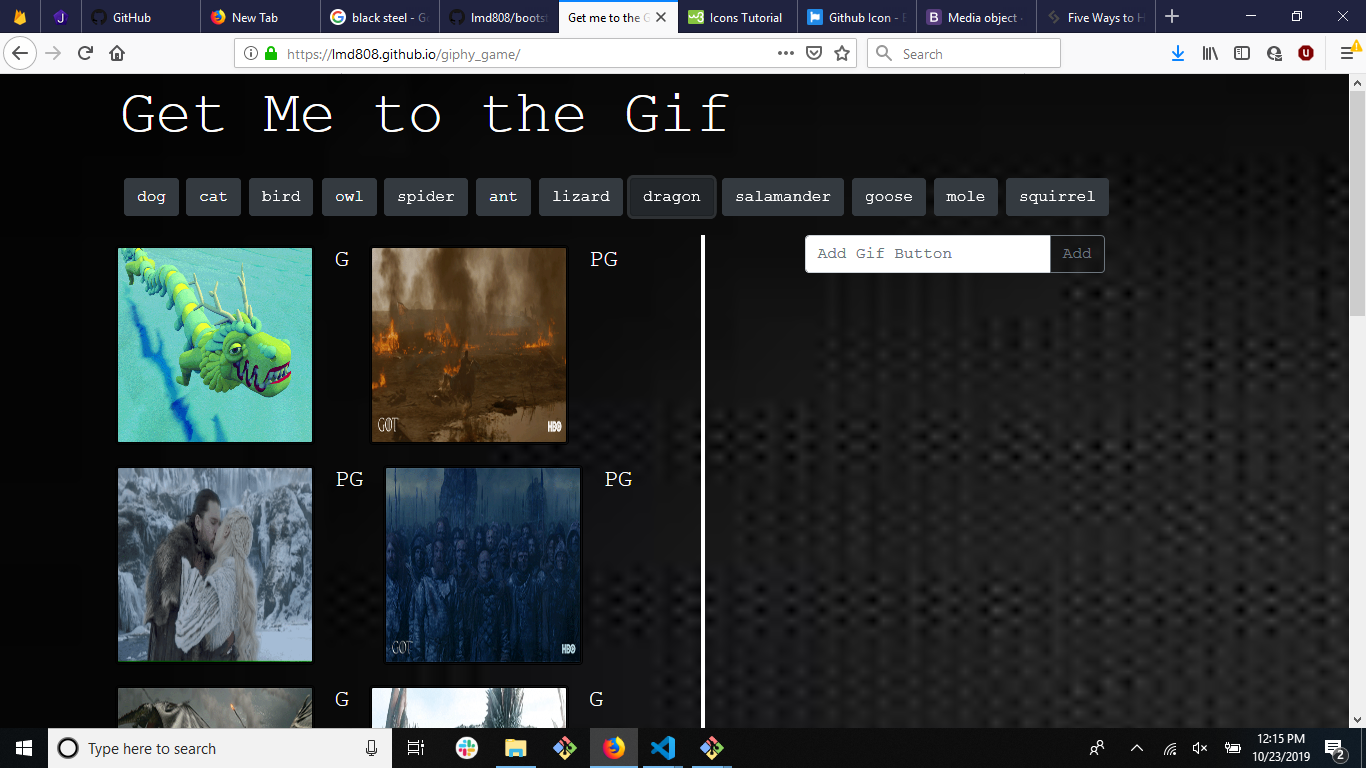 GitHub
New Tab
black steel - Go
lmd808/bootst
Get me to the G
Icons Tutorial
Github Icon - E
Media object
Five Ways to H
https://lmd808.github.io/giphy_game/
Search
Get Me to the Gif
dog cat bird owl spider ant lizard dragon salamander goose mole squirrel
Add Gif Button Add
G PG
GOT HBO
PG PG
GOT HBO
G G
Type here to search
12:15 PM
10/23/2019
2